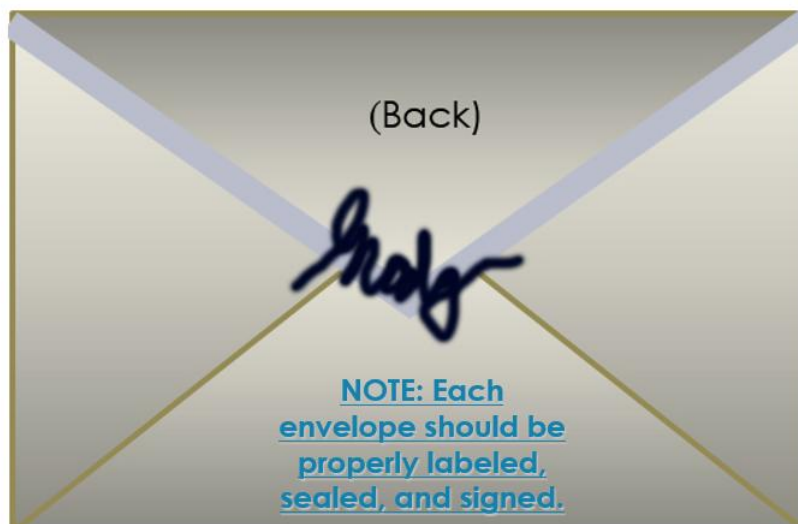 (Back)
NOTE: Each
envelope should be
properly labeled,
sealed, and signed.